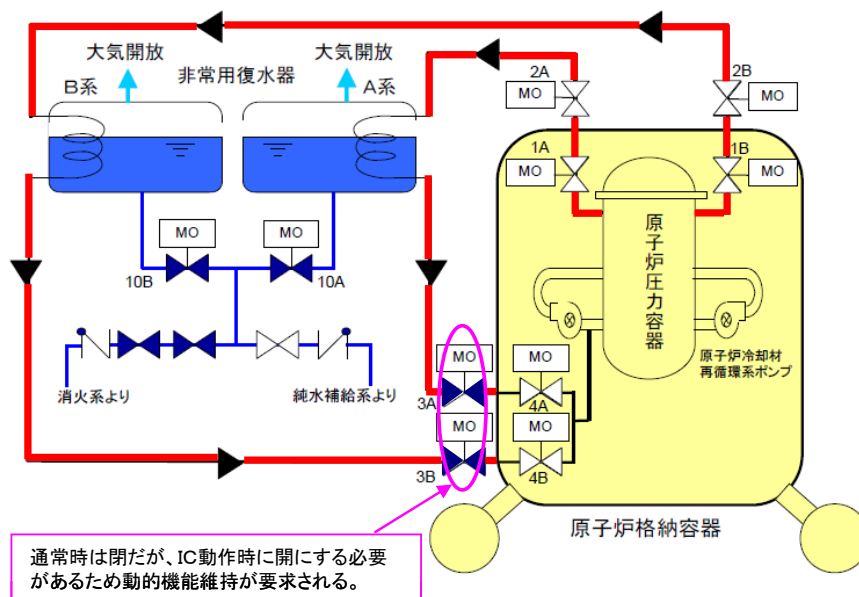 大気開放
大気開放
非常用復水器
B系
A系
2A
2B
MO
MO
1A
1B
MO
MO
原子炉圧力容器
MO
MO
10B
10A
原子炉冷却材
再循環系ポンプ
消火系より
純水補給系より
MO
MO
3A
4A
MO
MO
3B
4B
原子炉格納容器
通常時は閉だが、IC動作時に開にする必要
があるため動的機能維持が要求される。